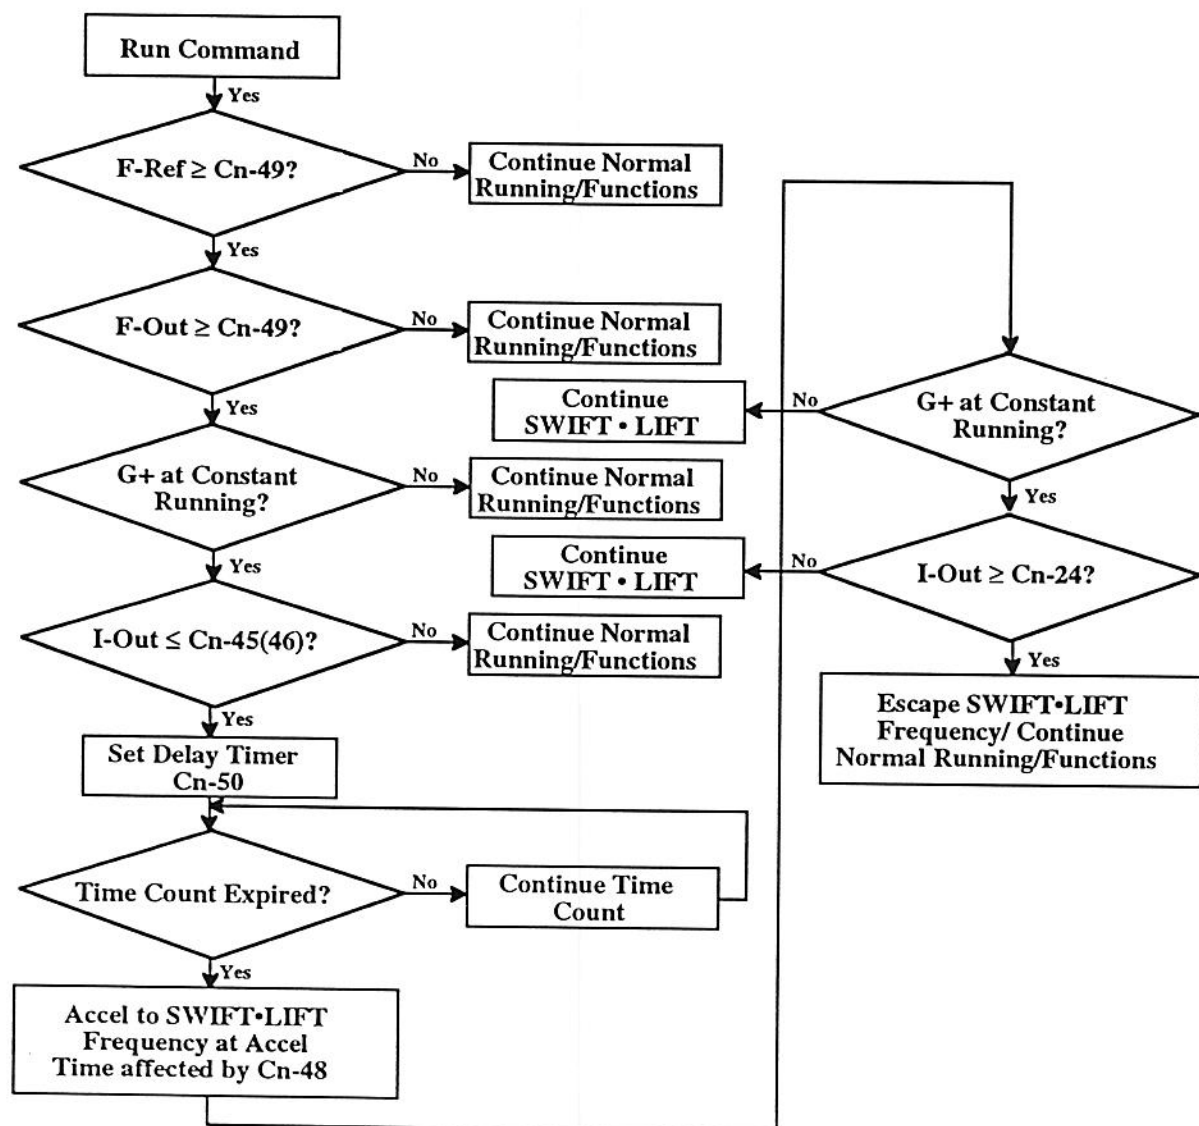 Run Command
Yes
F-Ref ≥ Cn-49?
No
Continue Normal
Running/Functions
Yes
F-Out ≥ Cn-49?
No
Continue Normal
Running/Functions
Yes
G+ at Constant
Running?
No
Continue Normal
Running/Functions
Yes
I-Out ≤ Cn-45(46)?
No
Continue Normal
Running/Functions
Yes
Set Delay Timer
Cn-50
Time Count Expired?
No
Continue Time
Count
Yes
Accel to SWIFT•LIFT
Frequency at Accel
Time affected by Cn-48
G+ at Constant
Running?
No
Continue
SWIFT • LIFT
Yes
I-Out ≥ Cn-24?
No
Continue
SWIFT • LIFT
Yes
Escape SWIFT•LIFT
Frequency/ Continue
Normal Running/Functions